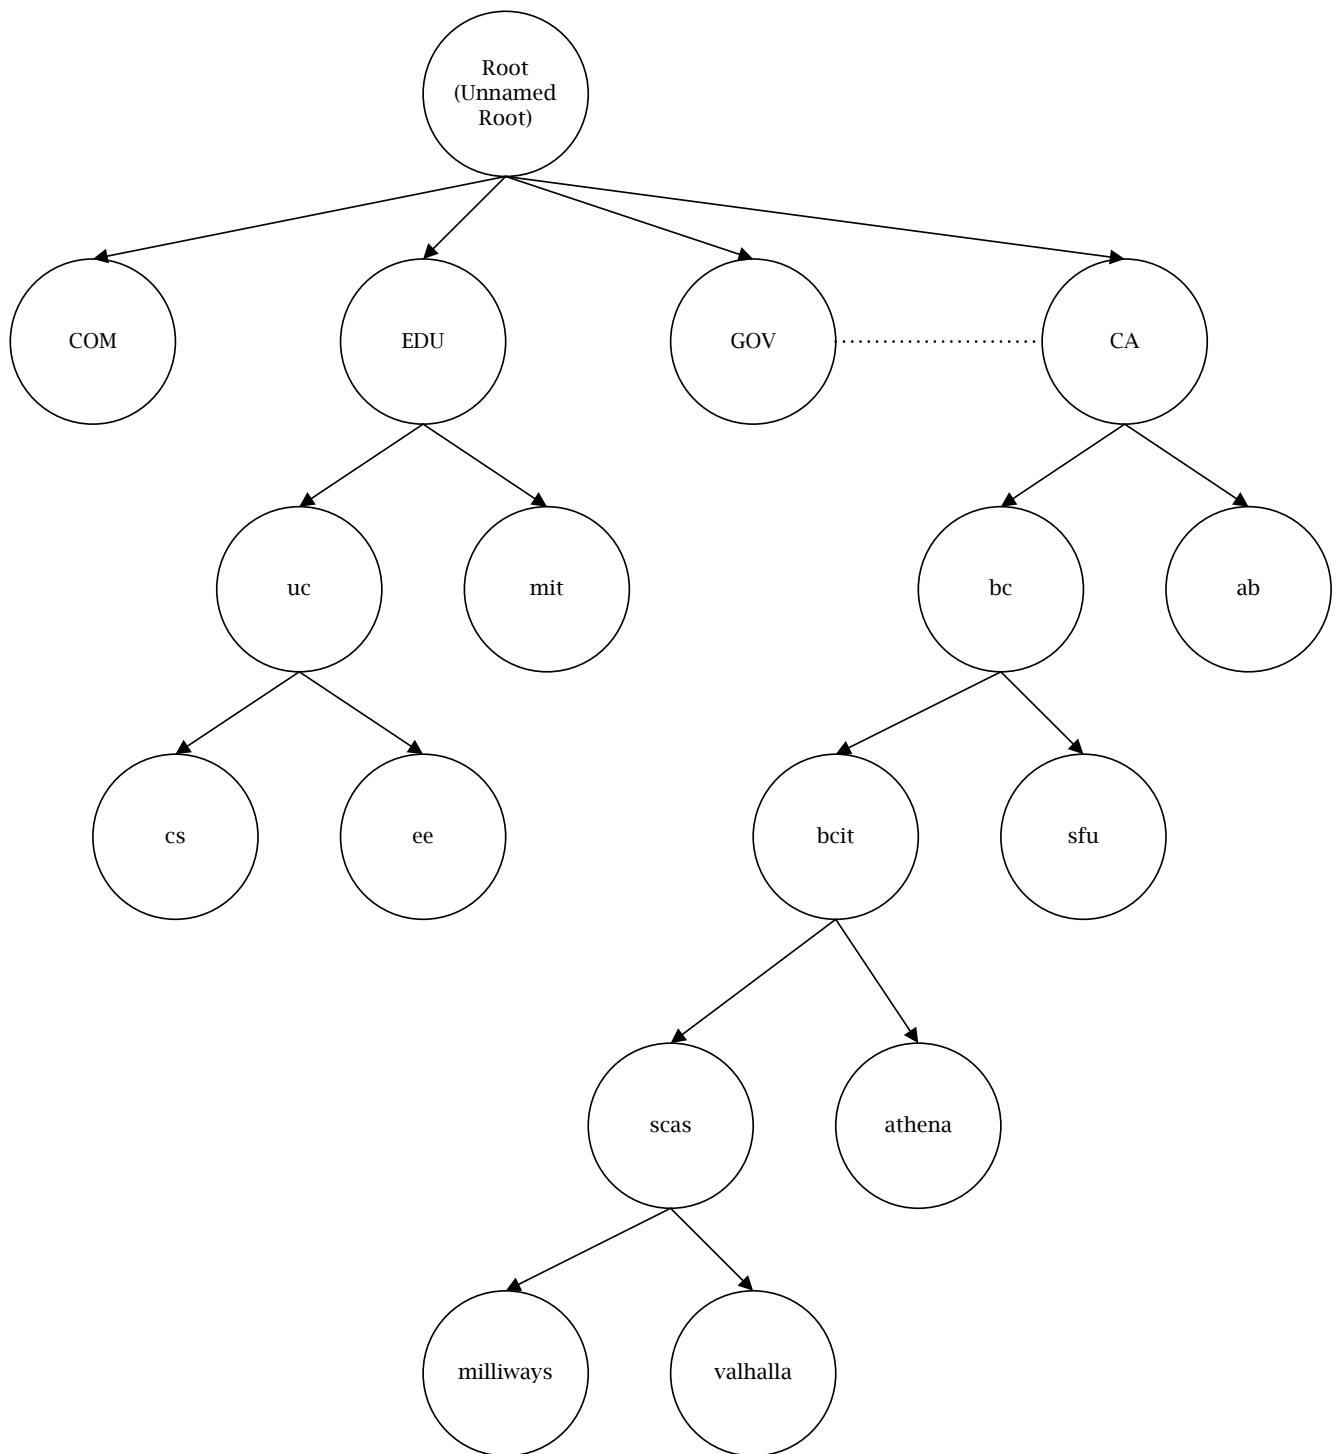 Root
(Unnamed
Root)
COM
EDU
GOV
CA
uc
mit
bc
ab
cs
ee
bcit
sfu
scas
athena
milliways
valhalla